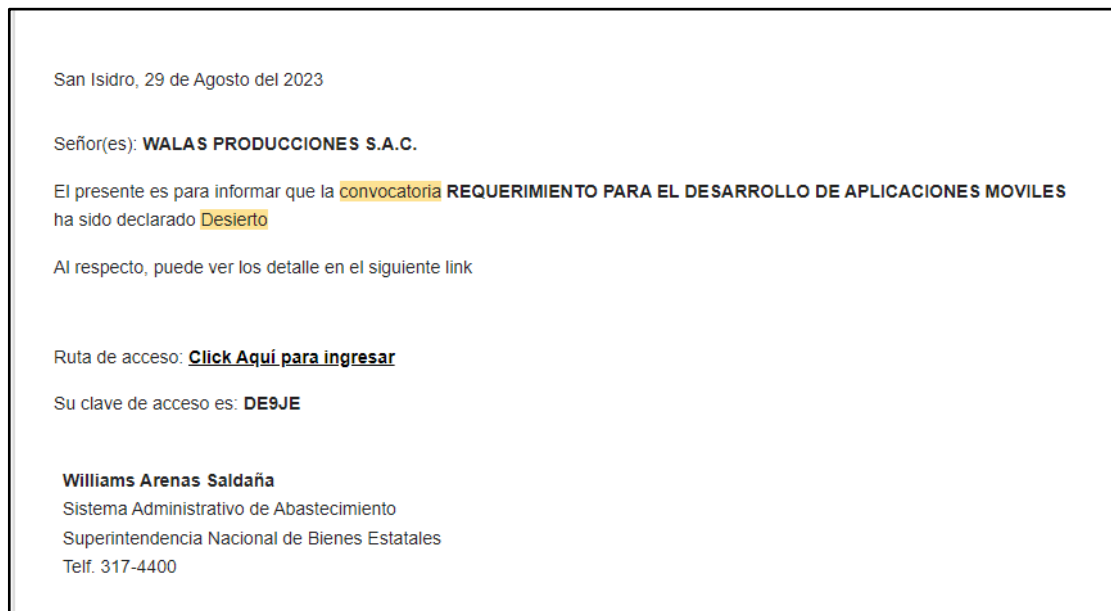 San Isidro, 29 de Agosto del 2023
Señor(es): WALAS PRODUCCIONES S.A.C.
El presente es para informar que la convocatoria REQUERIMIENTO PARA EL DESARROLLO DE APLICACIONES MOVILES
ha sido declarado Desierto
Al respecto, puede ver los detalle en el siguiente link
Ruta de acceso: Click Aquí para ingresar
Su clave de acceso es: DE9JE
Williams Arenas Saldaña
Sistema Administrativo de Abastecimiento
Superintendencia Nacional de Bienes Estatales
Telf. 317-4400